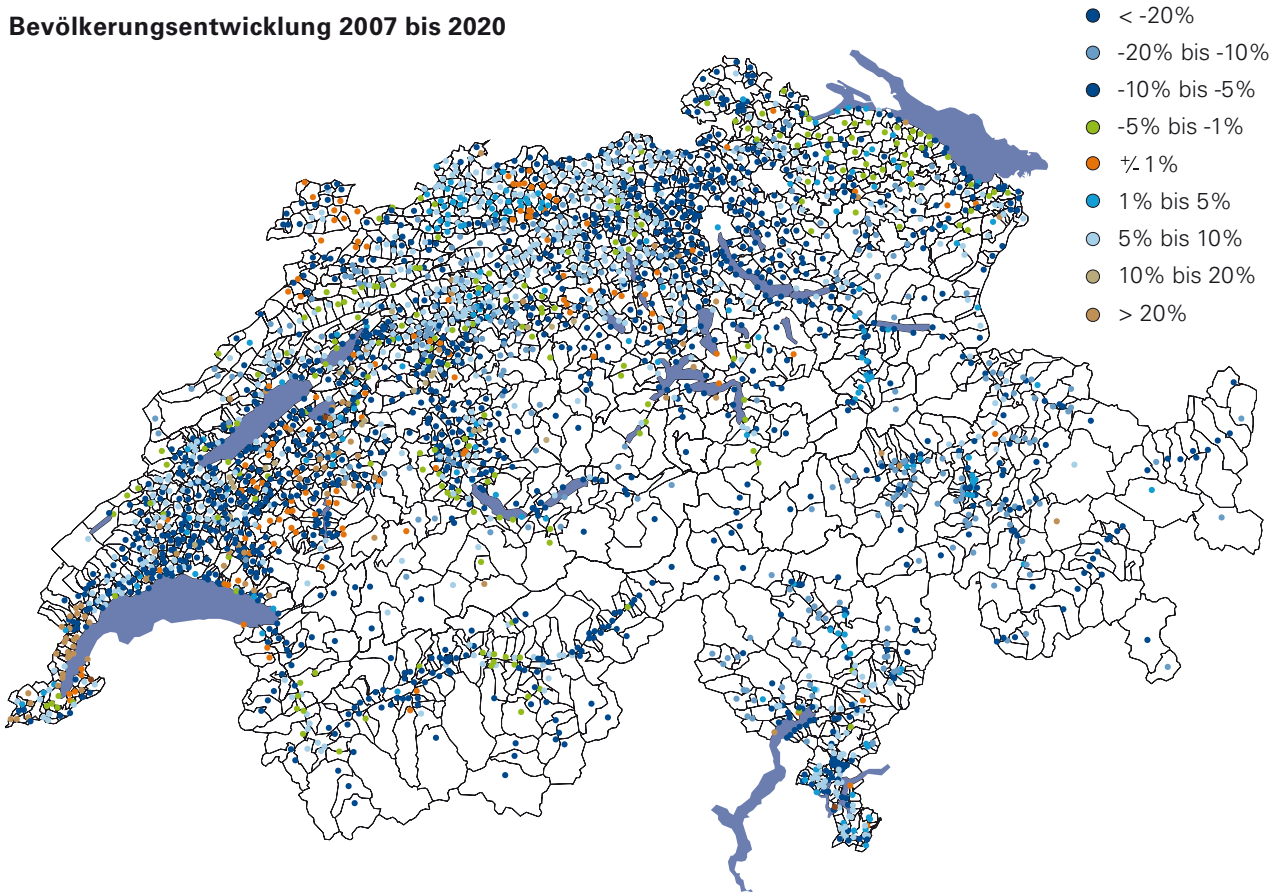 Bevölkerungsentwicklung 2007 bis 2020
< -20%
-20% bis -10%
-10% bis -5%
-5% bis -1%
+/- 1%
1% bis 5%
5% bis 10%
10% bis 20%
> 20%